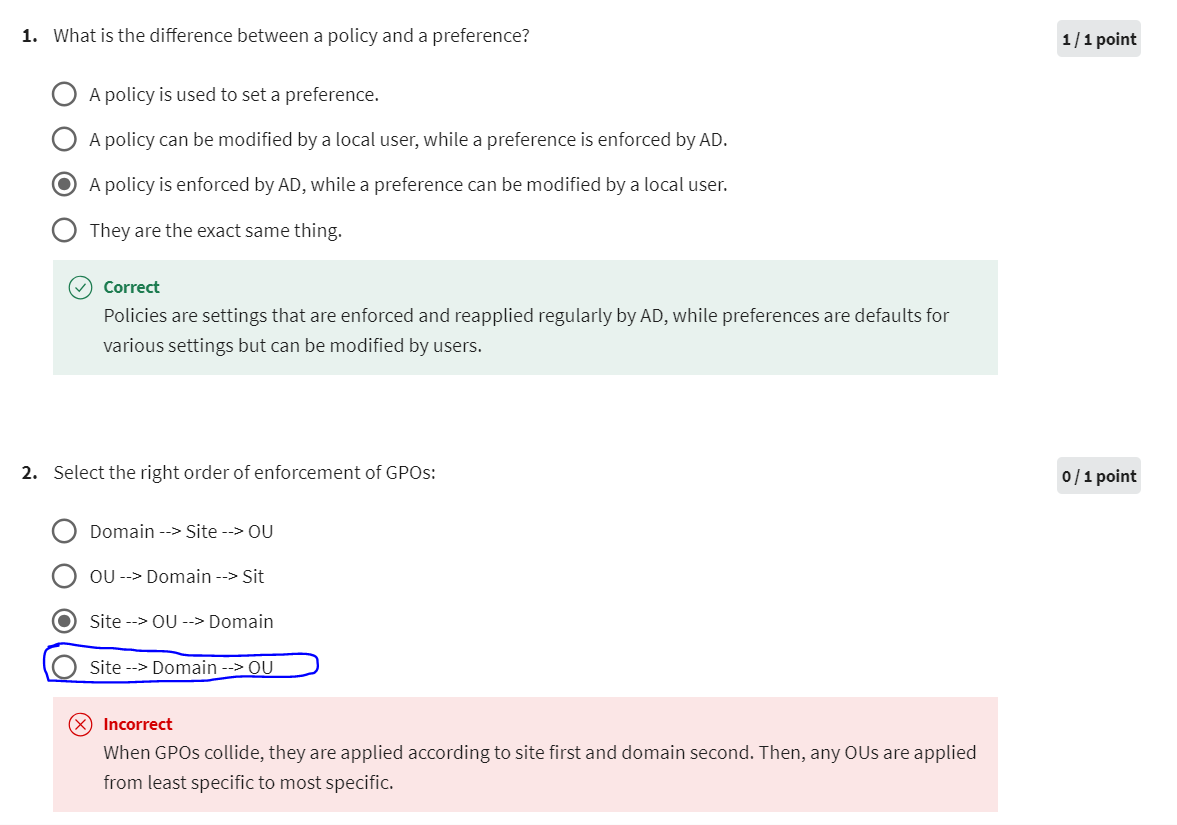 1. What is the difference between a policy and a preference?
1 / 1 point
A policy is used to set a preference.
A policy can be modified by a local user, while a preference is enforced by AD.
A policy is enforced by AD, while a preference can be modified by a local user.
They are the exact same thing.
Correct
Policies are settings that are enforced and reapplied regularly by AD, while preferences are defaults for
various settings but can be modified by users.
2. Select the right order of enforcement of GPOs:
0 / 1 point
Domain --> Site --> OU
OU --> Domain --> Sit
Site --> OU --> Domain
Site --> Domain --> OU
Incorrect
When GPOs collide, they are applied according to site first and domain second. Then, any OUs are applied
from least specific to most specific.